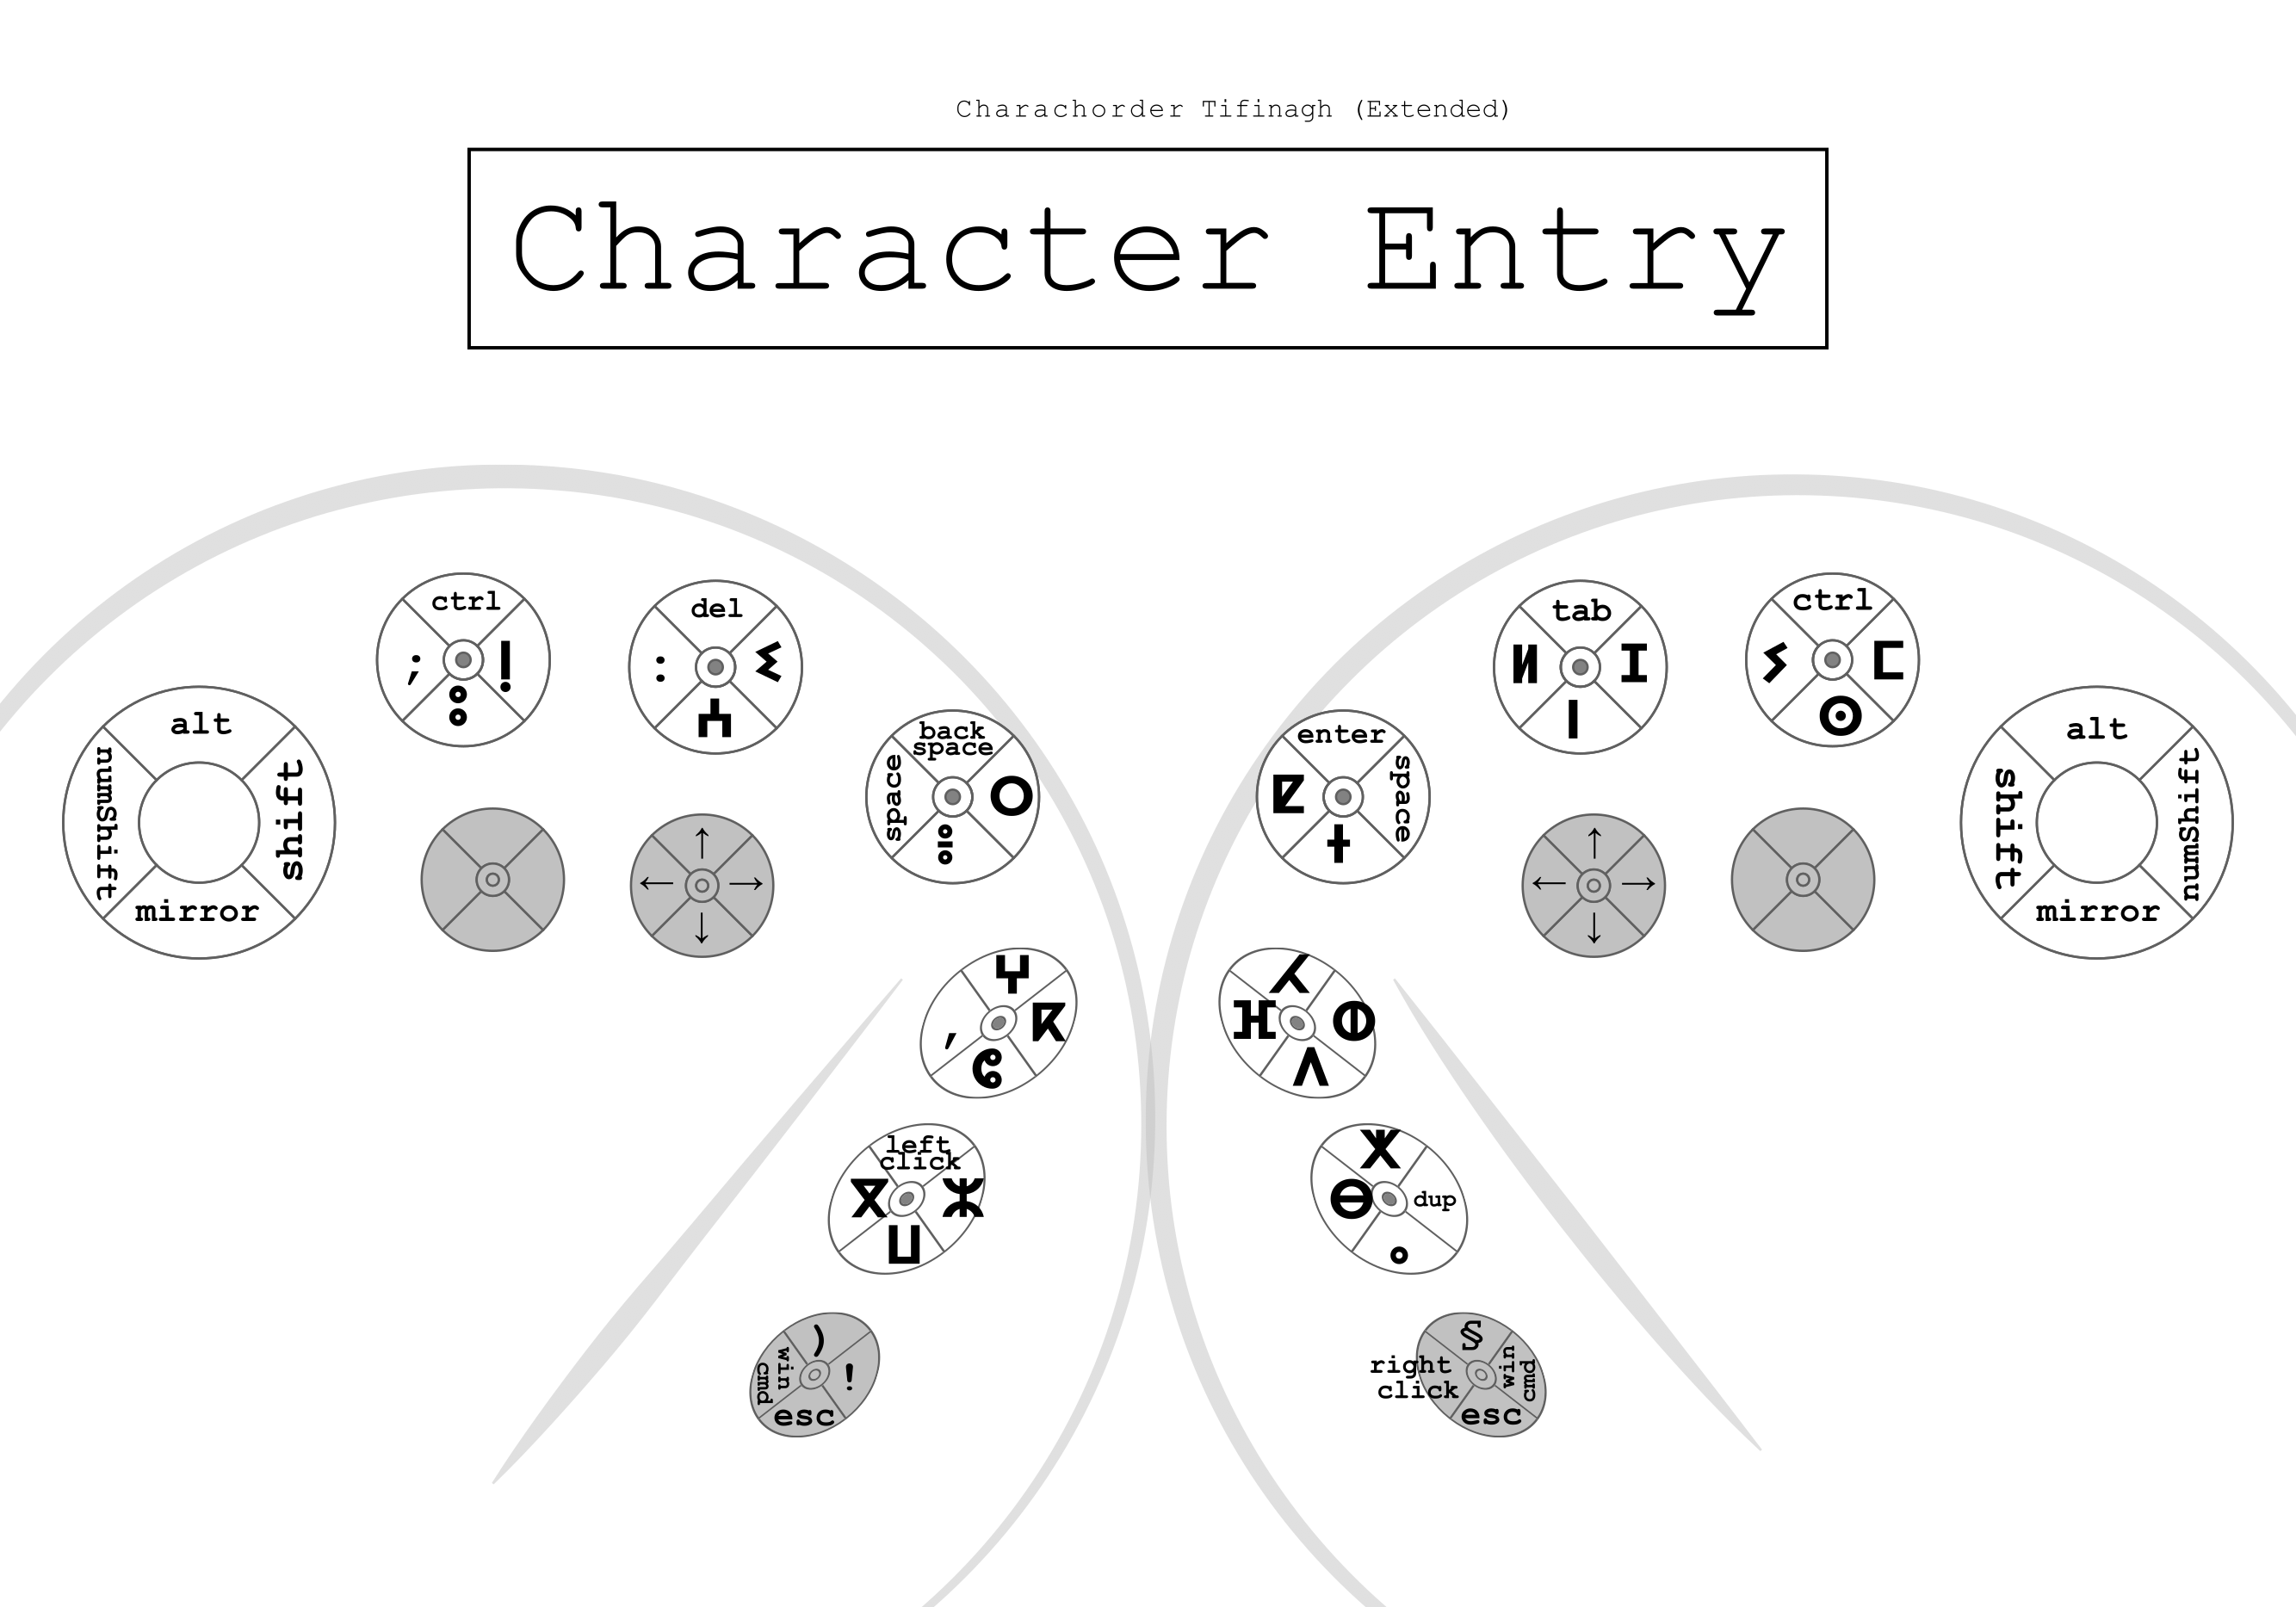 Charachorder Tifinagh (Extended)
Character Entry
ctrl
; ⵑ
ⵓ
del
: ⵉ
ⵄ
tab
ⵍ ⵊ
ⵏ
ctrl
ⵢ ⵎ
ⵙ
alt
numShift shift
mirror
back
space
space ⵔ
ⴻ
enter
ⵟ space
ⵜ
alt
shift numShift
mirror
↑
← →
↓
↑
← →
↓
ⵖ
, ⵕ
ⵛ
ⵃ
ⴼ ⵀ
ⴷ
left
click
ⴳ ⵣ
ⵡ
ⵅ
ⴱ dup
ⴰ
)
win
cmd !
esc
§
right
click
win
cmd
esc